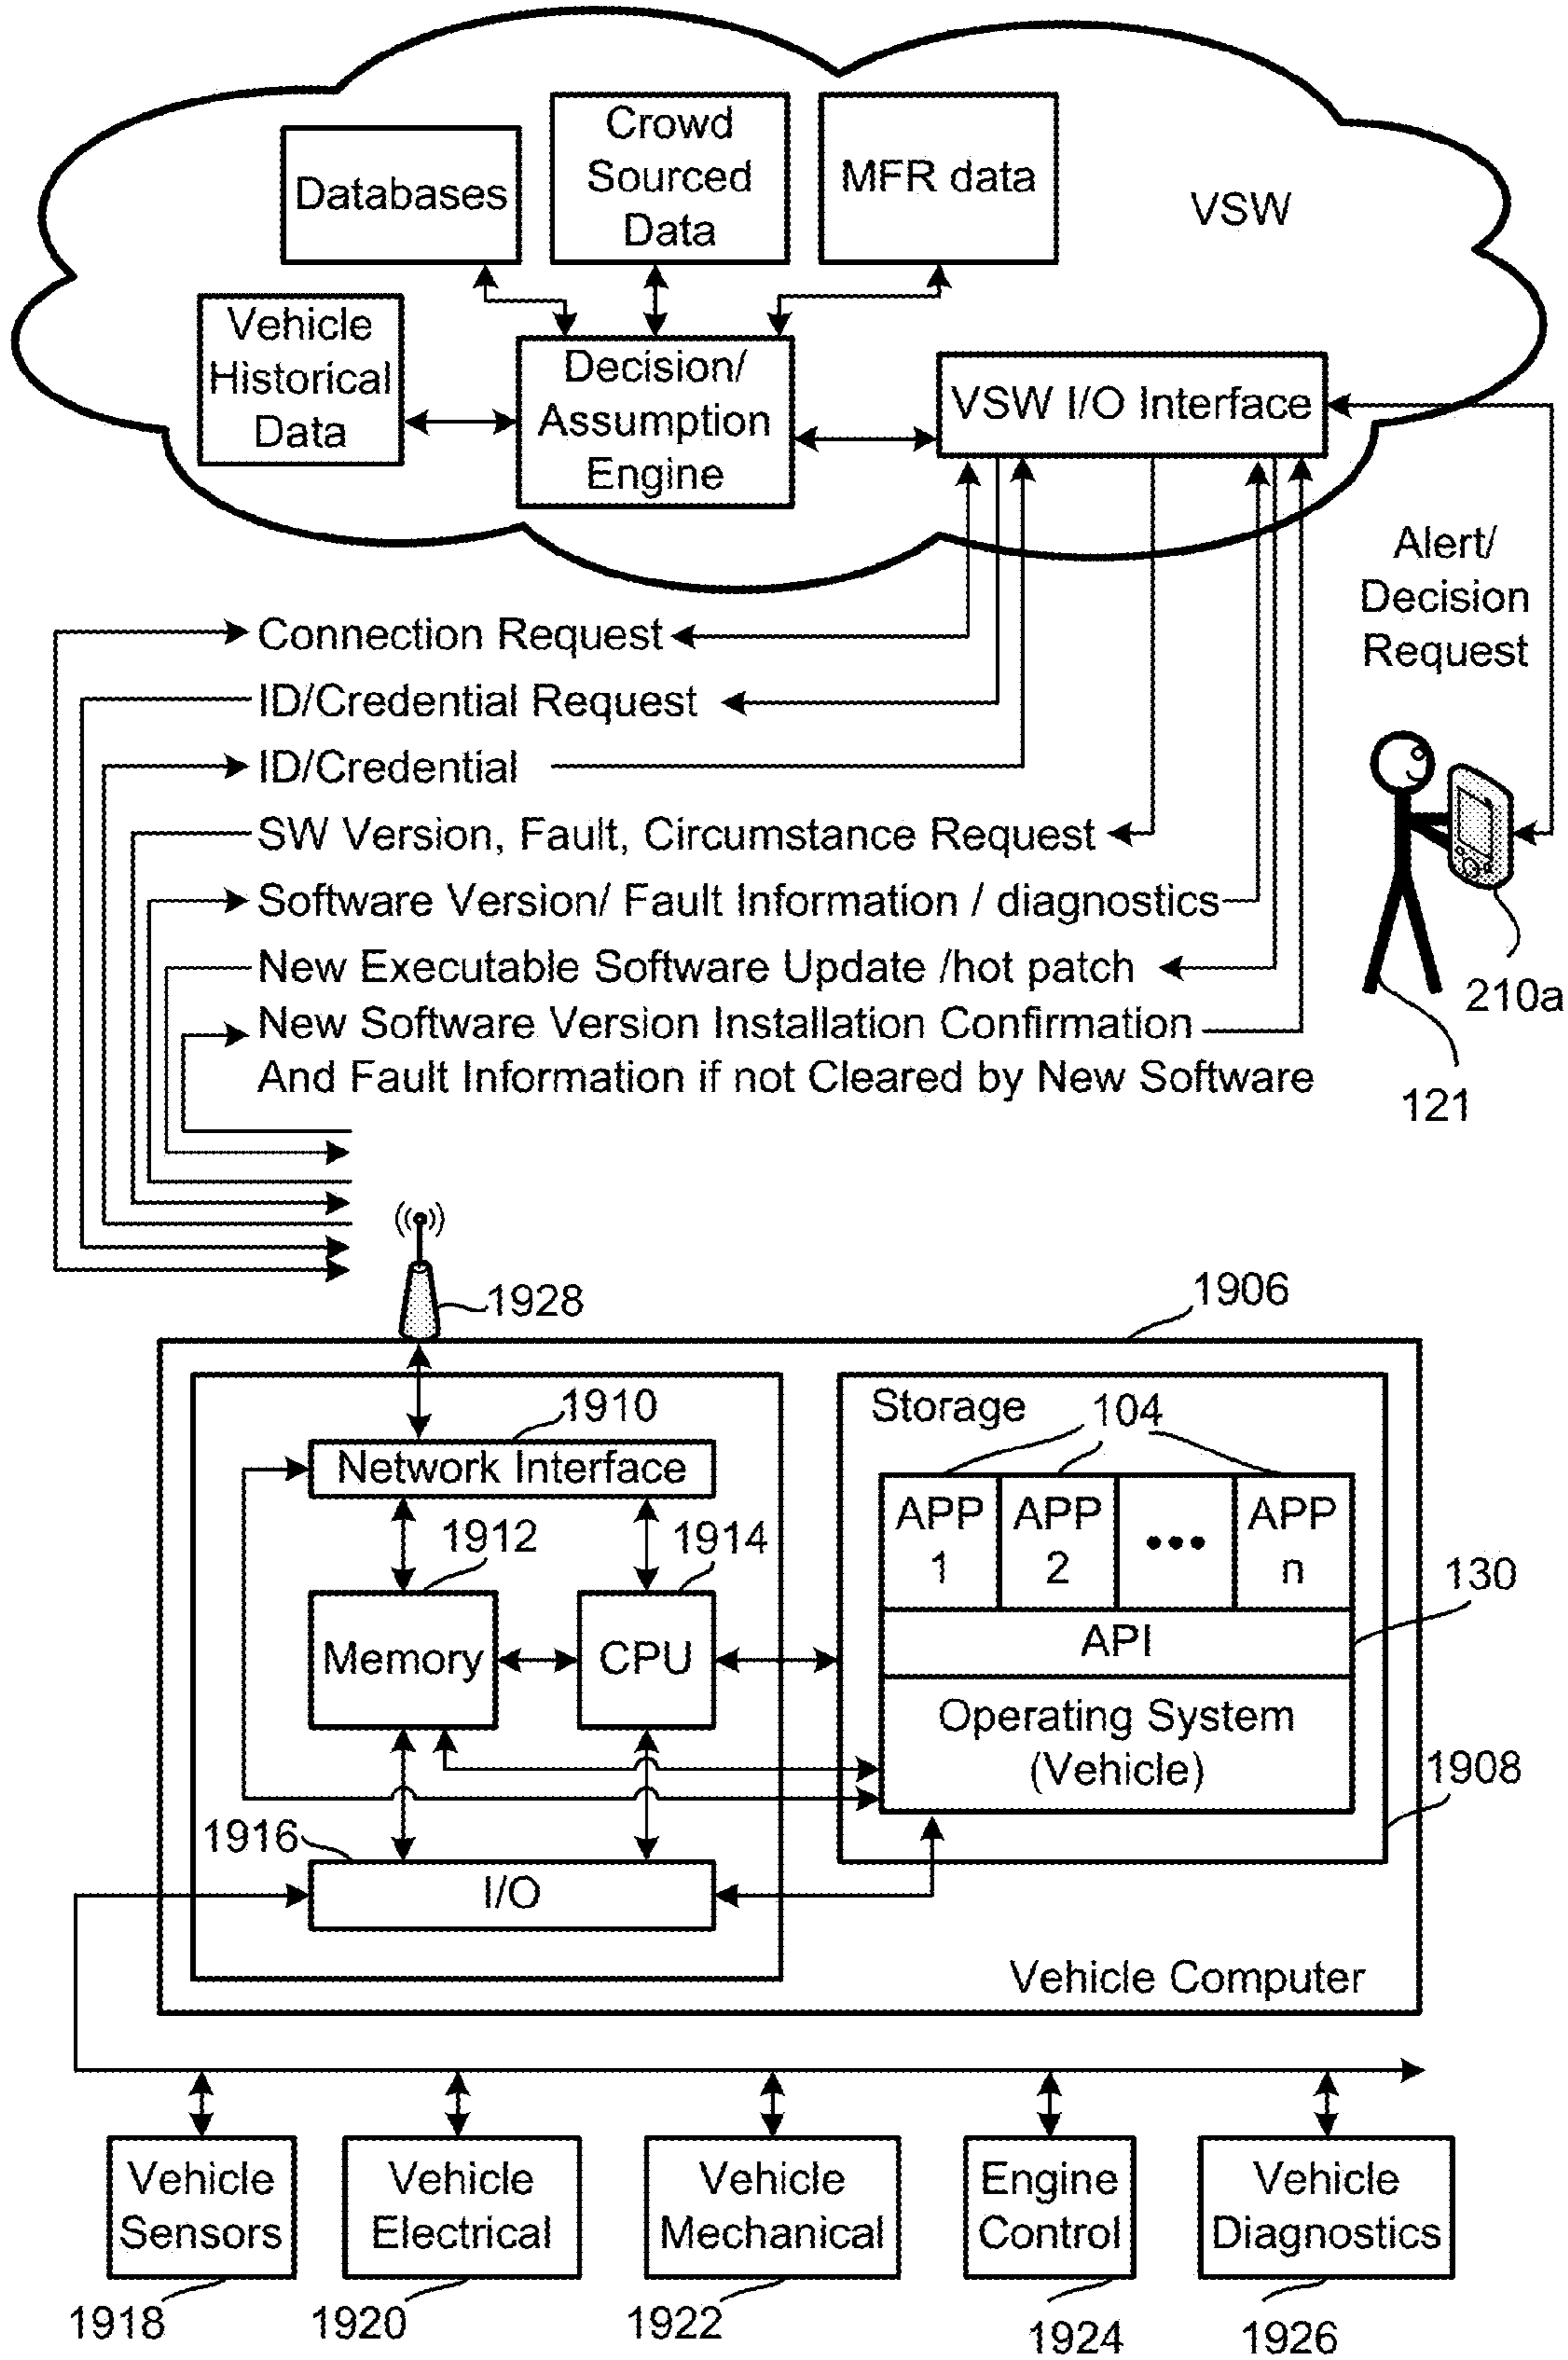 Databases
Crowd
Sourced
Data
MFR data
VSW
Vehicle
Historical
Data
Decision/
Assumption
Engine
VSW I/O Interface
Alert/
Decision
Request
Connection Request
ID/Credential Request
ID/Credential
SW Version, Fault, Circumstance Request
Software Version/ Fault Information / diagnostics
New Executable Software Update /hot patch
New Software Version Installation Confirmation
And Fault Information if not Cleared by New Software
210a
121
1928
1906
1910
Network Interface
1912
1914
Memory
CPU
1916
I/O
Storage
104
APP
1
APP
2
•••
APP
n
130
API
Operating System
(Vehicle)
1908
Vehicle Computer
Vehicle
Sensors
Vehicle
Electrical
Vehicle
Mechanical
Engine
Control
Vehicle
Diagnostics
1918
1920
1922
1924
1926